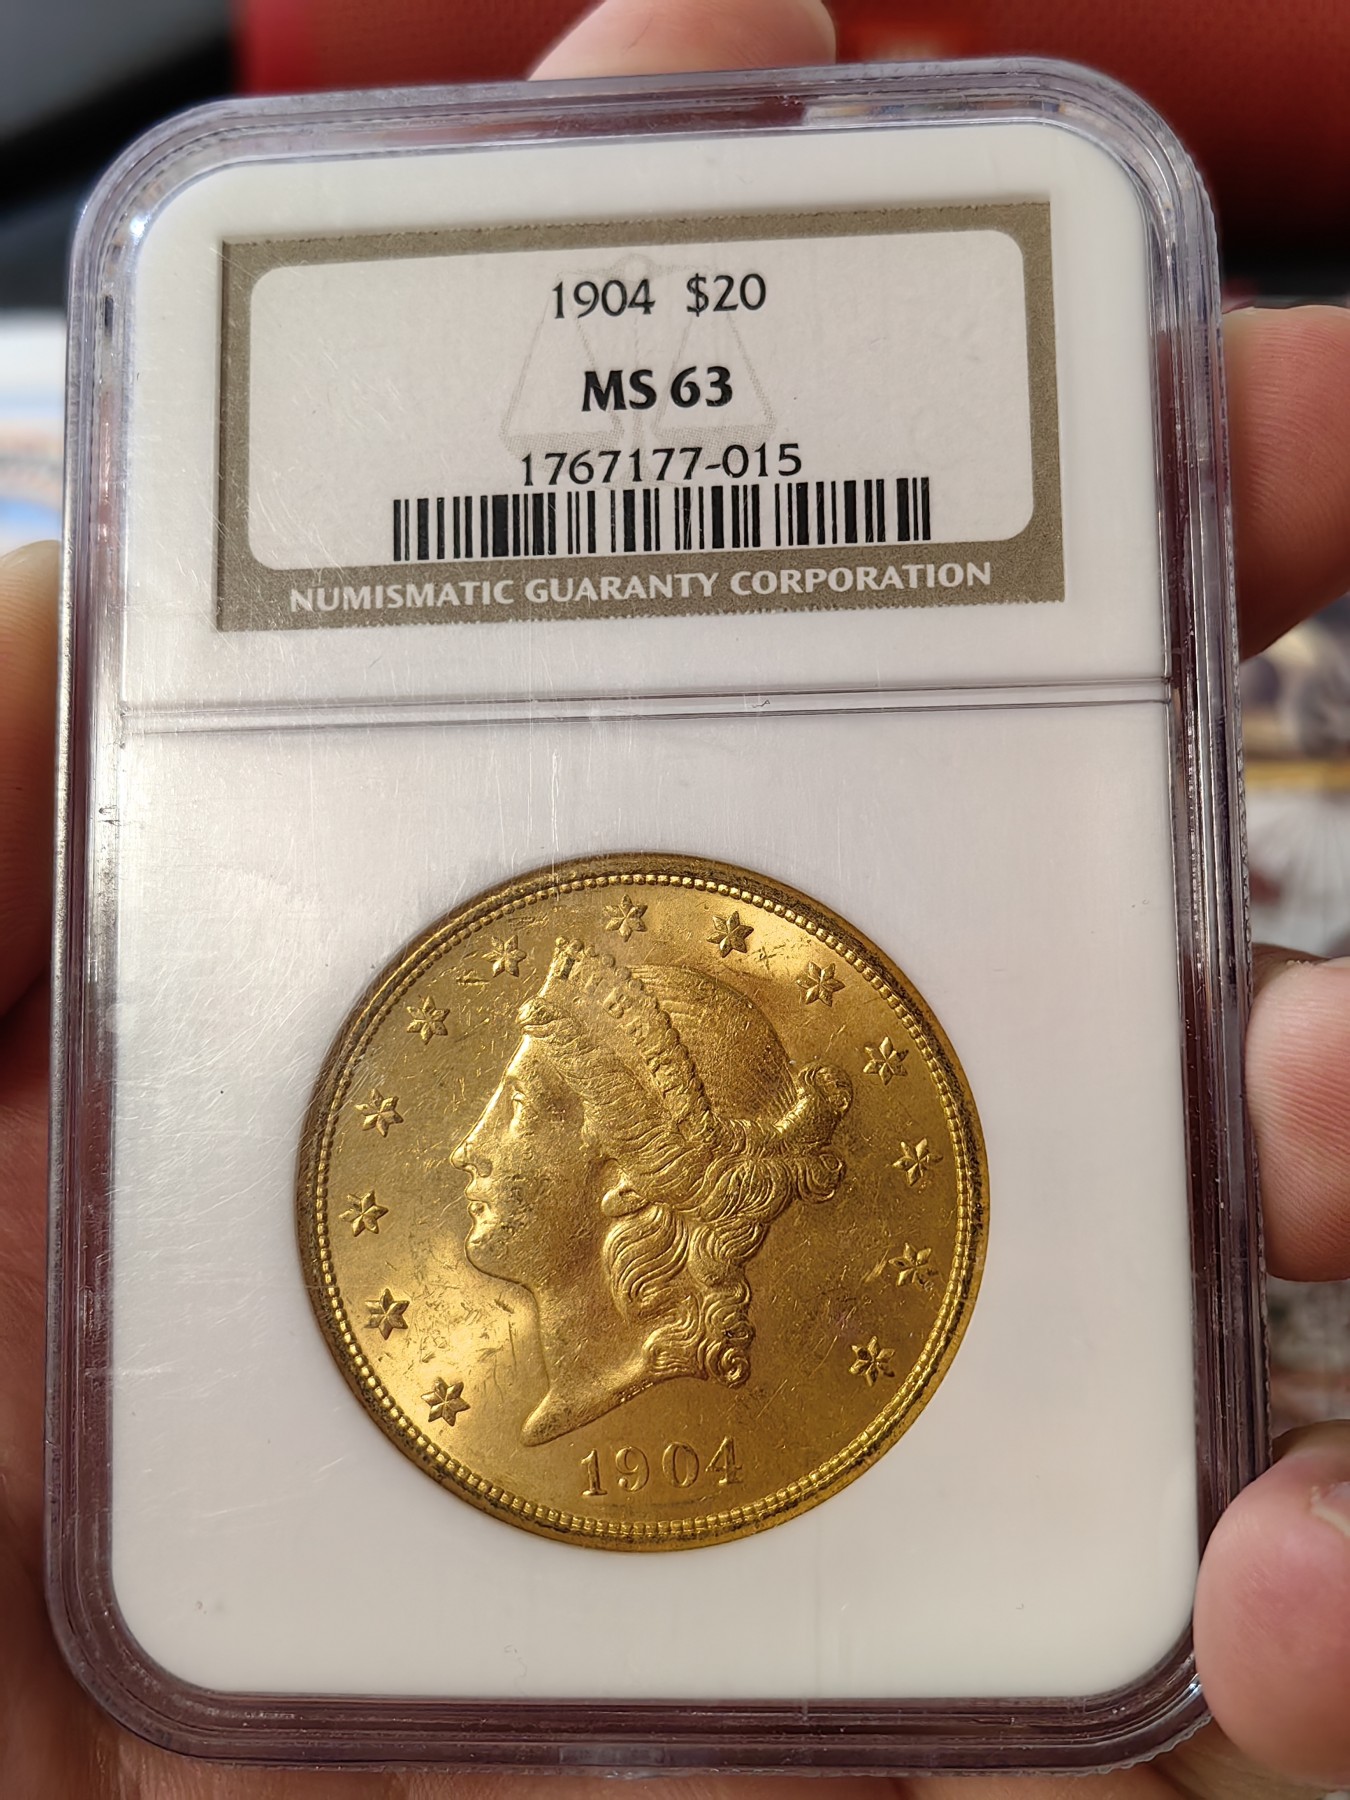 1904 $20
MS 63
1767177-015
NUMISMATIC GUARANTY CORPORATION
LIBERTY
1904